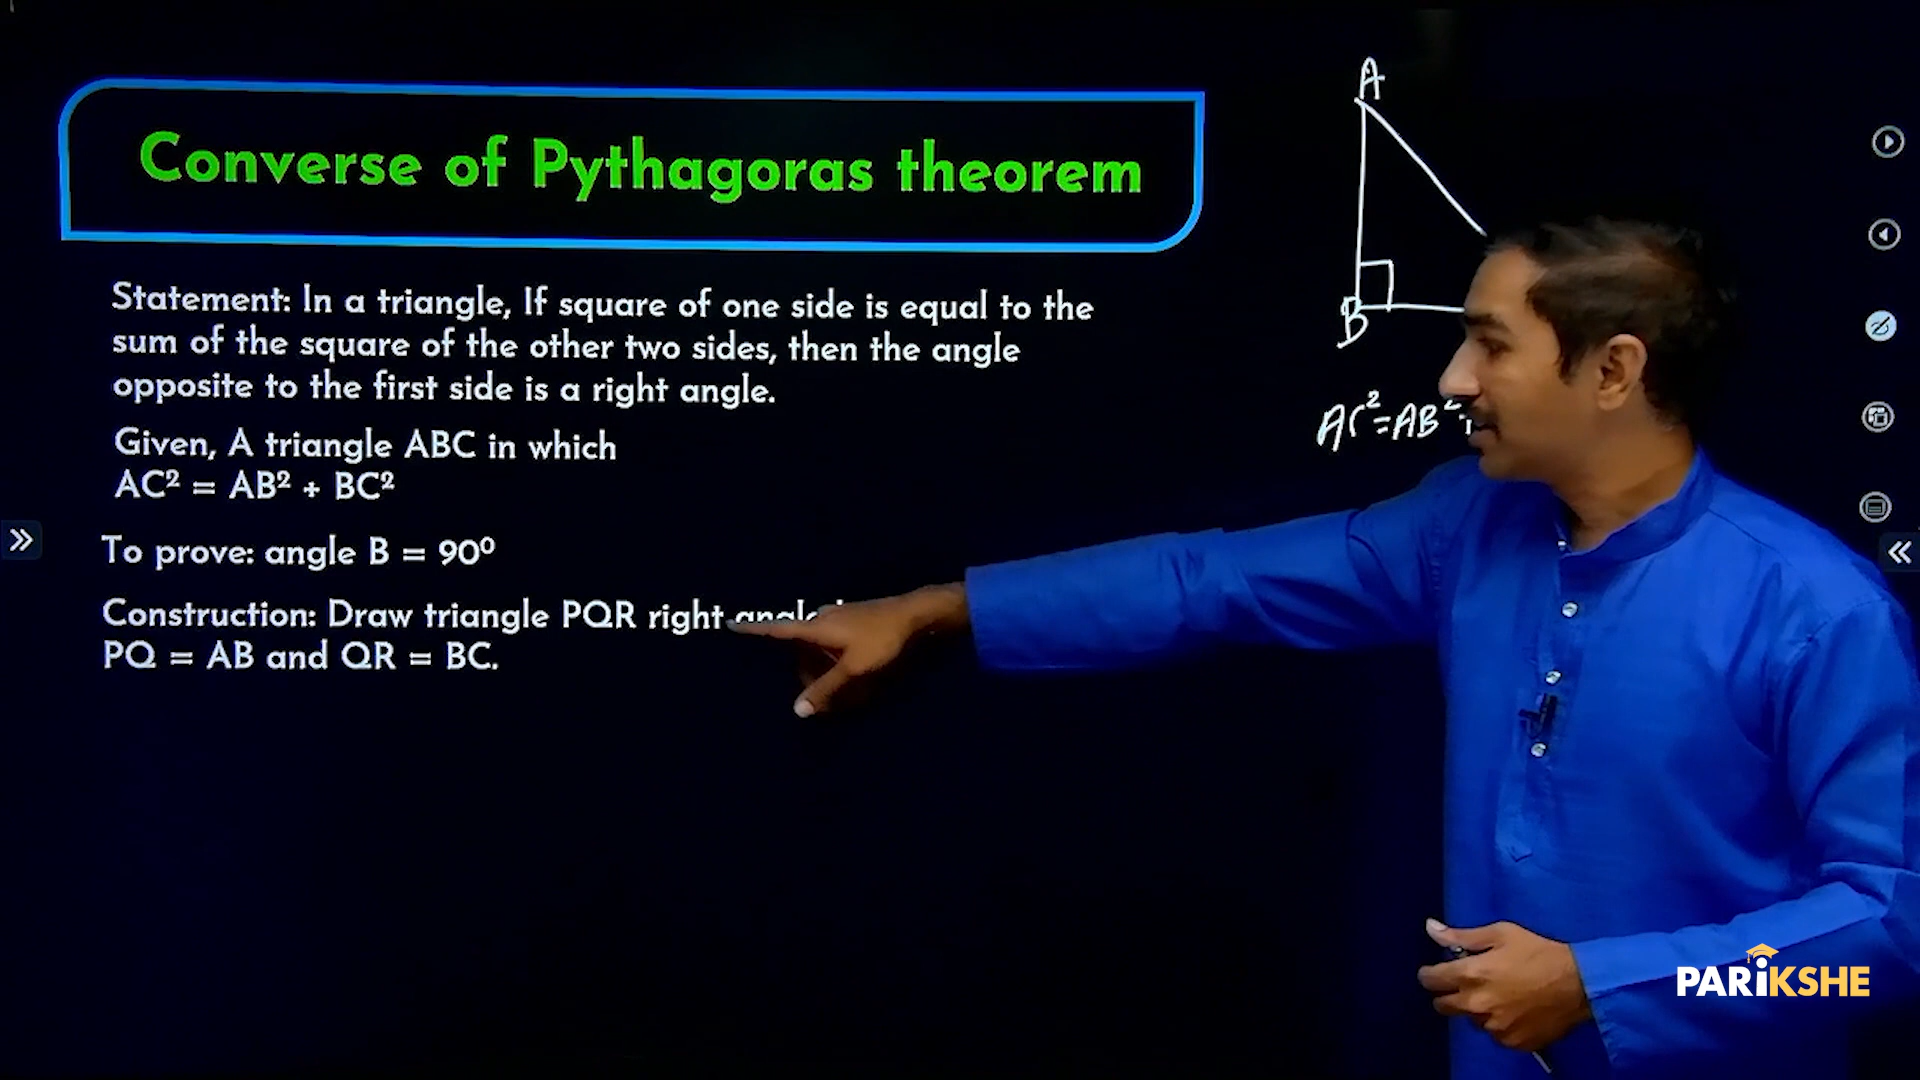 Converse of Pythagoras theorem
Statement: In a triangle, If square of one side is equal to the
sum of the square of the other two sides, then the angle
opposite to the first side is a right angle.
Given, A triangle ABC in which
AC² = AB² + BC²
To prove: angle B = 90⁰
Construction: Draw triangle PQR right
PQ = AB and QR = BC.
A
B
AC² = AB² +
PARIKSHE